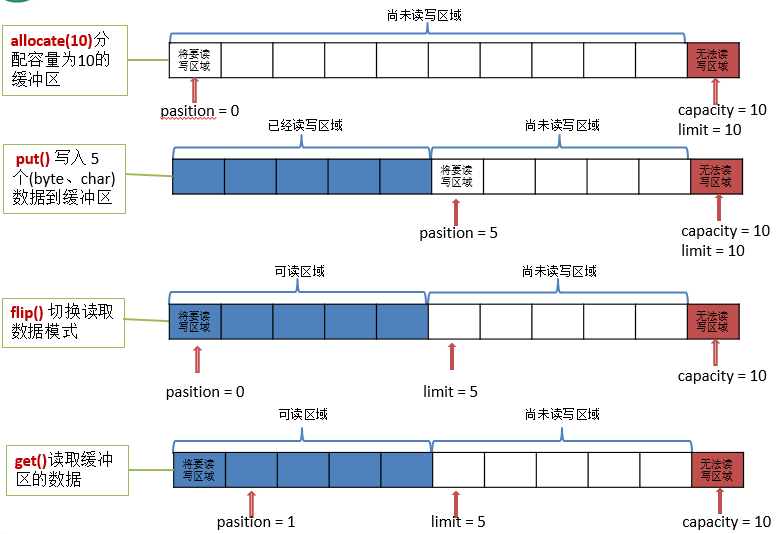 尚未读写区域
allocate(10)分
配容量为10的
缓冲区
将要读
写区域
无法读
写区域
pasition = 0
capacity = 10
limit = 10
已经读写区域
尚未读写区域
put() 写入 5
个(byte、char)
数据到缓冲区
将要读
写区域
无法读
写区域
pasition = 5
capacity = 10
limit = 10
可读区域
尚未读写区域
flip() 切换读取
数据模式
将要读
写区域
无法读
写区域
pasition = 0
limit = 5
capacity = 10
可读区域
尚未读写区域
get()读取缓冲
区的数据
将要读
写区域
无法读
写区域
pasition = 1
limit = 5
capacity = 10